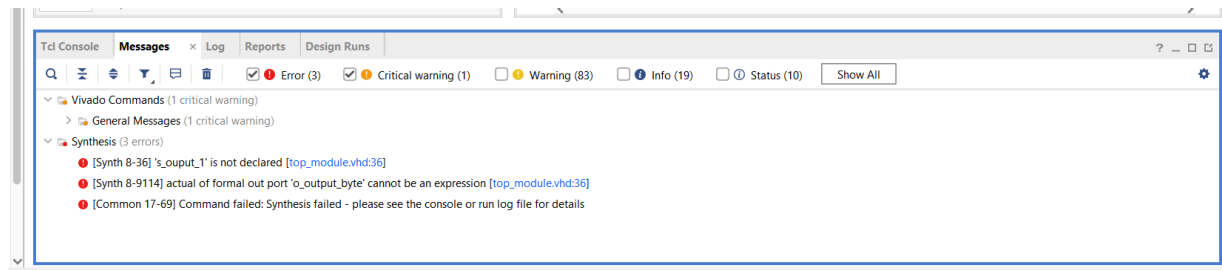 Tcl Console Messages × Log Reports Design Runs ? _
Error (3) Critical warning (1) Warning (83) Info (19) Status (10) Show All
Vivado Commands (1 critical warning)
General Messages (1 critical warning)
Synthesis (3 errors)
[Synth 8-36] 's_ouput_1' is not declared [top_module.vhd:36]
[Synth 8-9114] actual of formal out port 'o_output_byte' cannot be an expression [top_module.vhd:36]
[Common 17-69] Command failed: Synthesis failed - please see the console or run log file for details